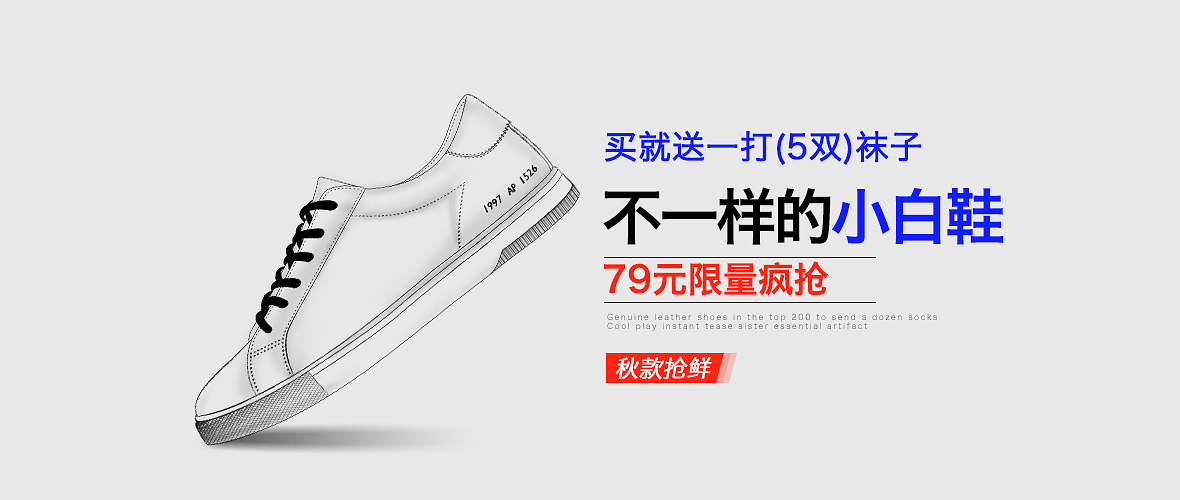 1997 AP 1526
买就送一打(5双)袜子
不一样的小白鞋
79元限量疯抢
Genuine leather shoes in the top 200 to send a dozen socks
Cool play instant tease sister essential artifact
秋款抢鲜